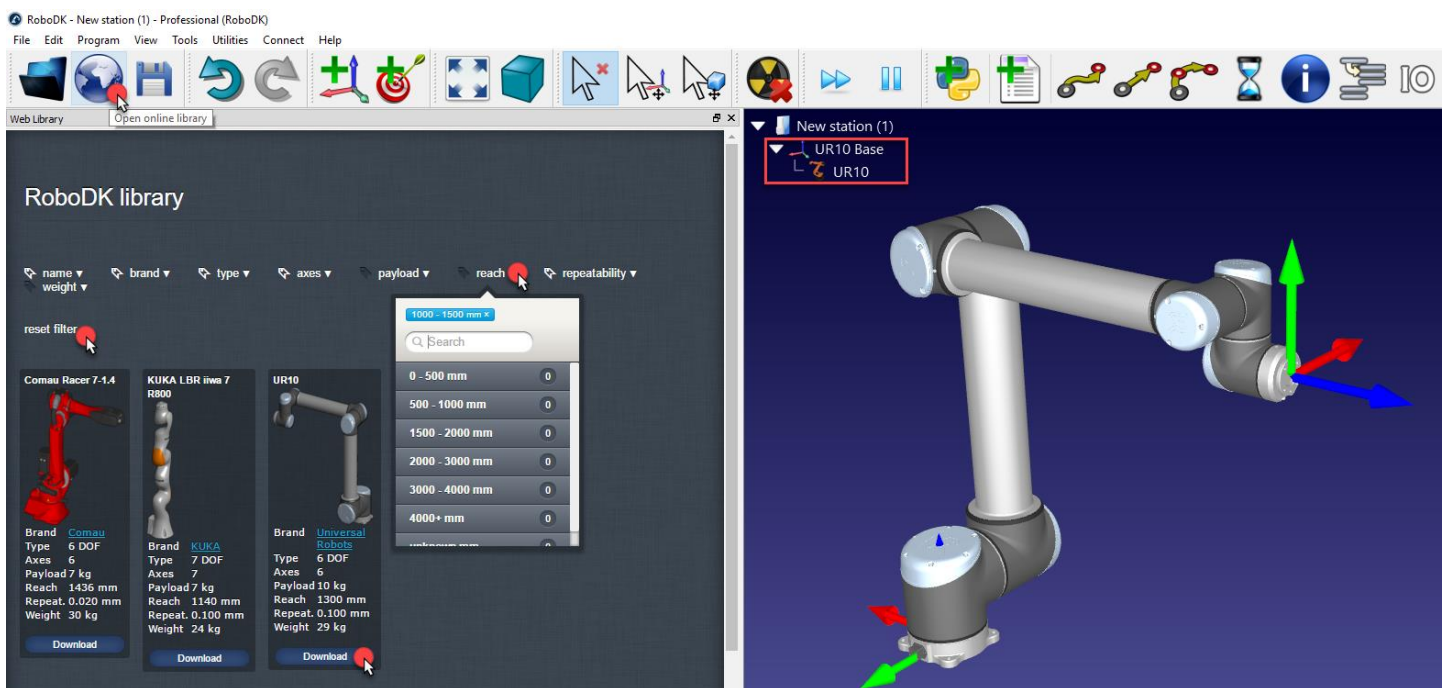 RoboDK - New station (1) - Professional (RoboDK)
File Edit Program View Tools Utilities Connect Help
IO
Web Library
Open online library
RoboDK library
name ▾ brand ▾ type ▾ axes ▾ payload ▾ reach repeatability ▾
weight ▾
reset filter
1000 - 1500 mm ×
Search
0 - 500 mm 0
500 - 1000 mm 0
1500 - 2000 mm 0
2000 - 3000 mm 0
3000 - 4000 mm 0
4000+ mm 0
unknown mm 0
Comau Racer 7-1.4
Brand Comau
Type 6 DOF
Axes 6
Payload 7 kg
Reach 1436 mm
Repeat. 0.020 mm
Weight 30 kg
Download
KUKA LBR iiwa 7
R800
Brand KUKA
Type 7 DOF
Axes 7
Payload 7 kg
Reach 1140 mm
Repeat. 0.100 mm
Weight 24 kg
Download
UR10
Brand Universal
Robots
Type 6 DOF
Axes 6
Payload 10 kg
Reach 1300 mm
Repeat. 0.100 mm
Weight 29 kg
Download
New station (1)
UR10 Base
UR10